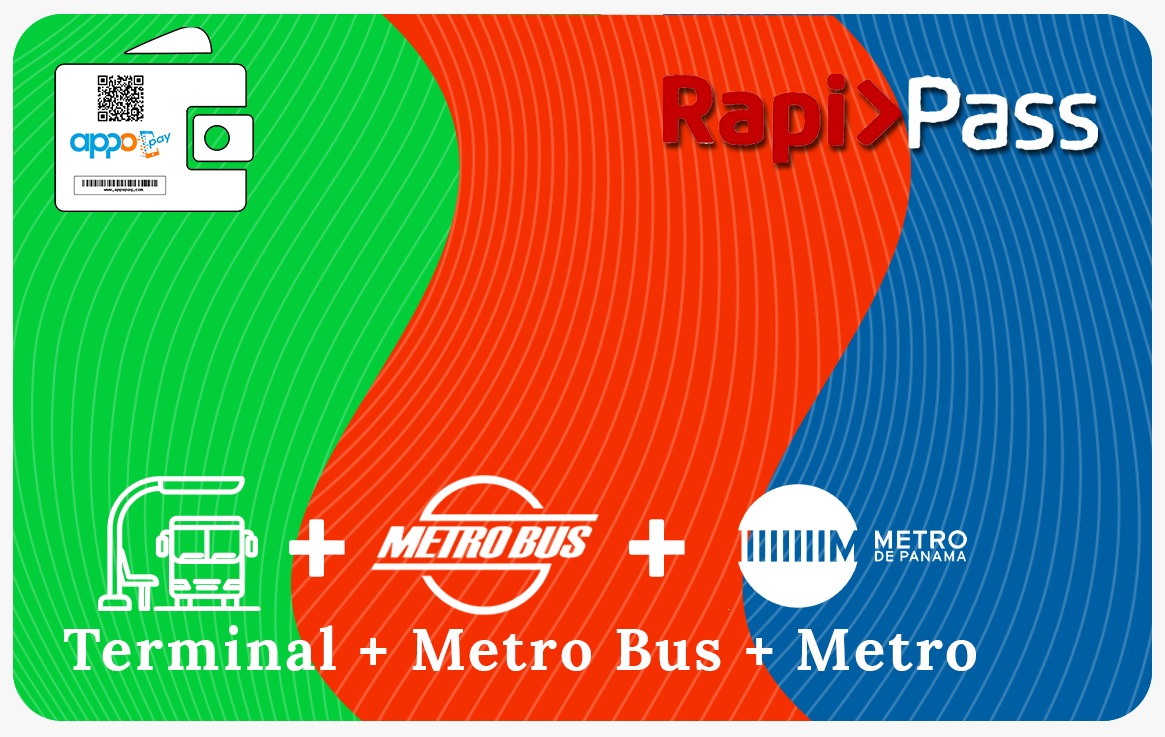 appo pay
www.appopay.com
Rapi>Pass
METRO BUS
M METRO
DE PANAMA
Terminal + Metro Bus + Metro